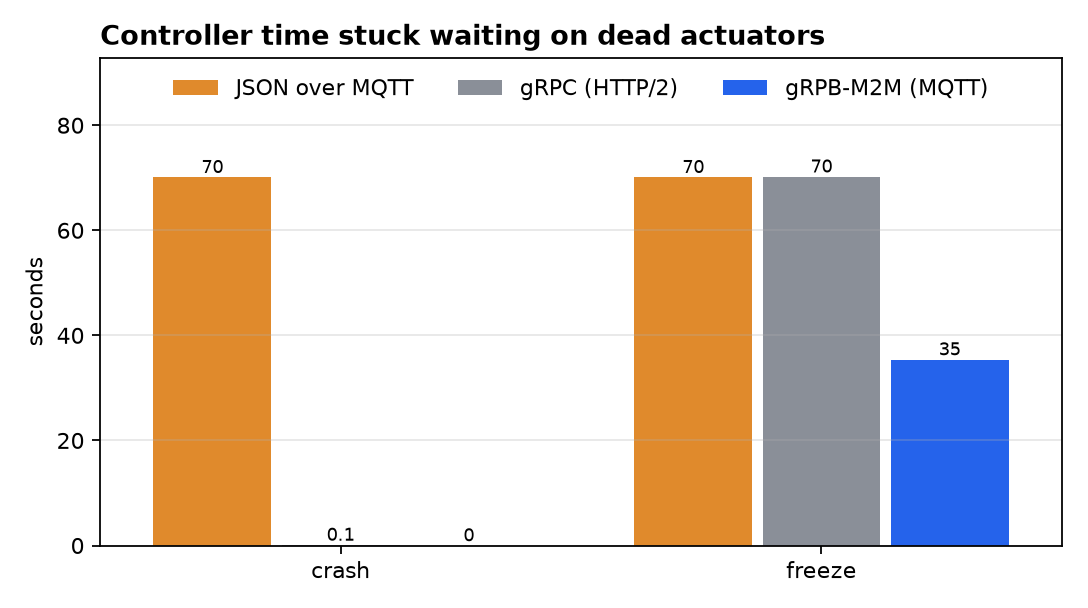 Controller time stuck waiting on dead actuators
JSON over MQTT gRPC (HTTP/2) gRPB-M2M (MQTT)
80
60
40
20
0
seconds
70
0.1
0
70
70
35
crash
freeze